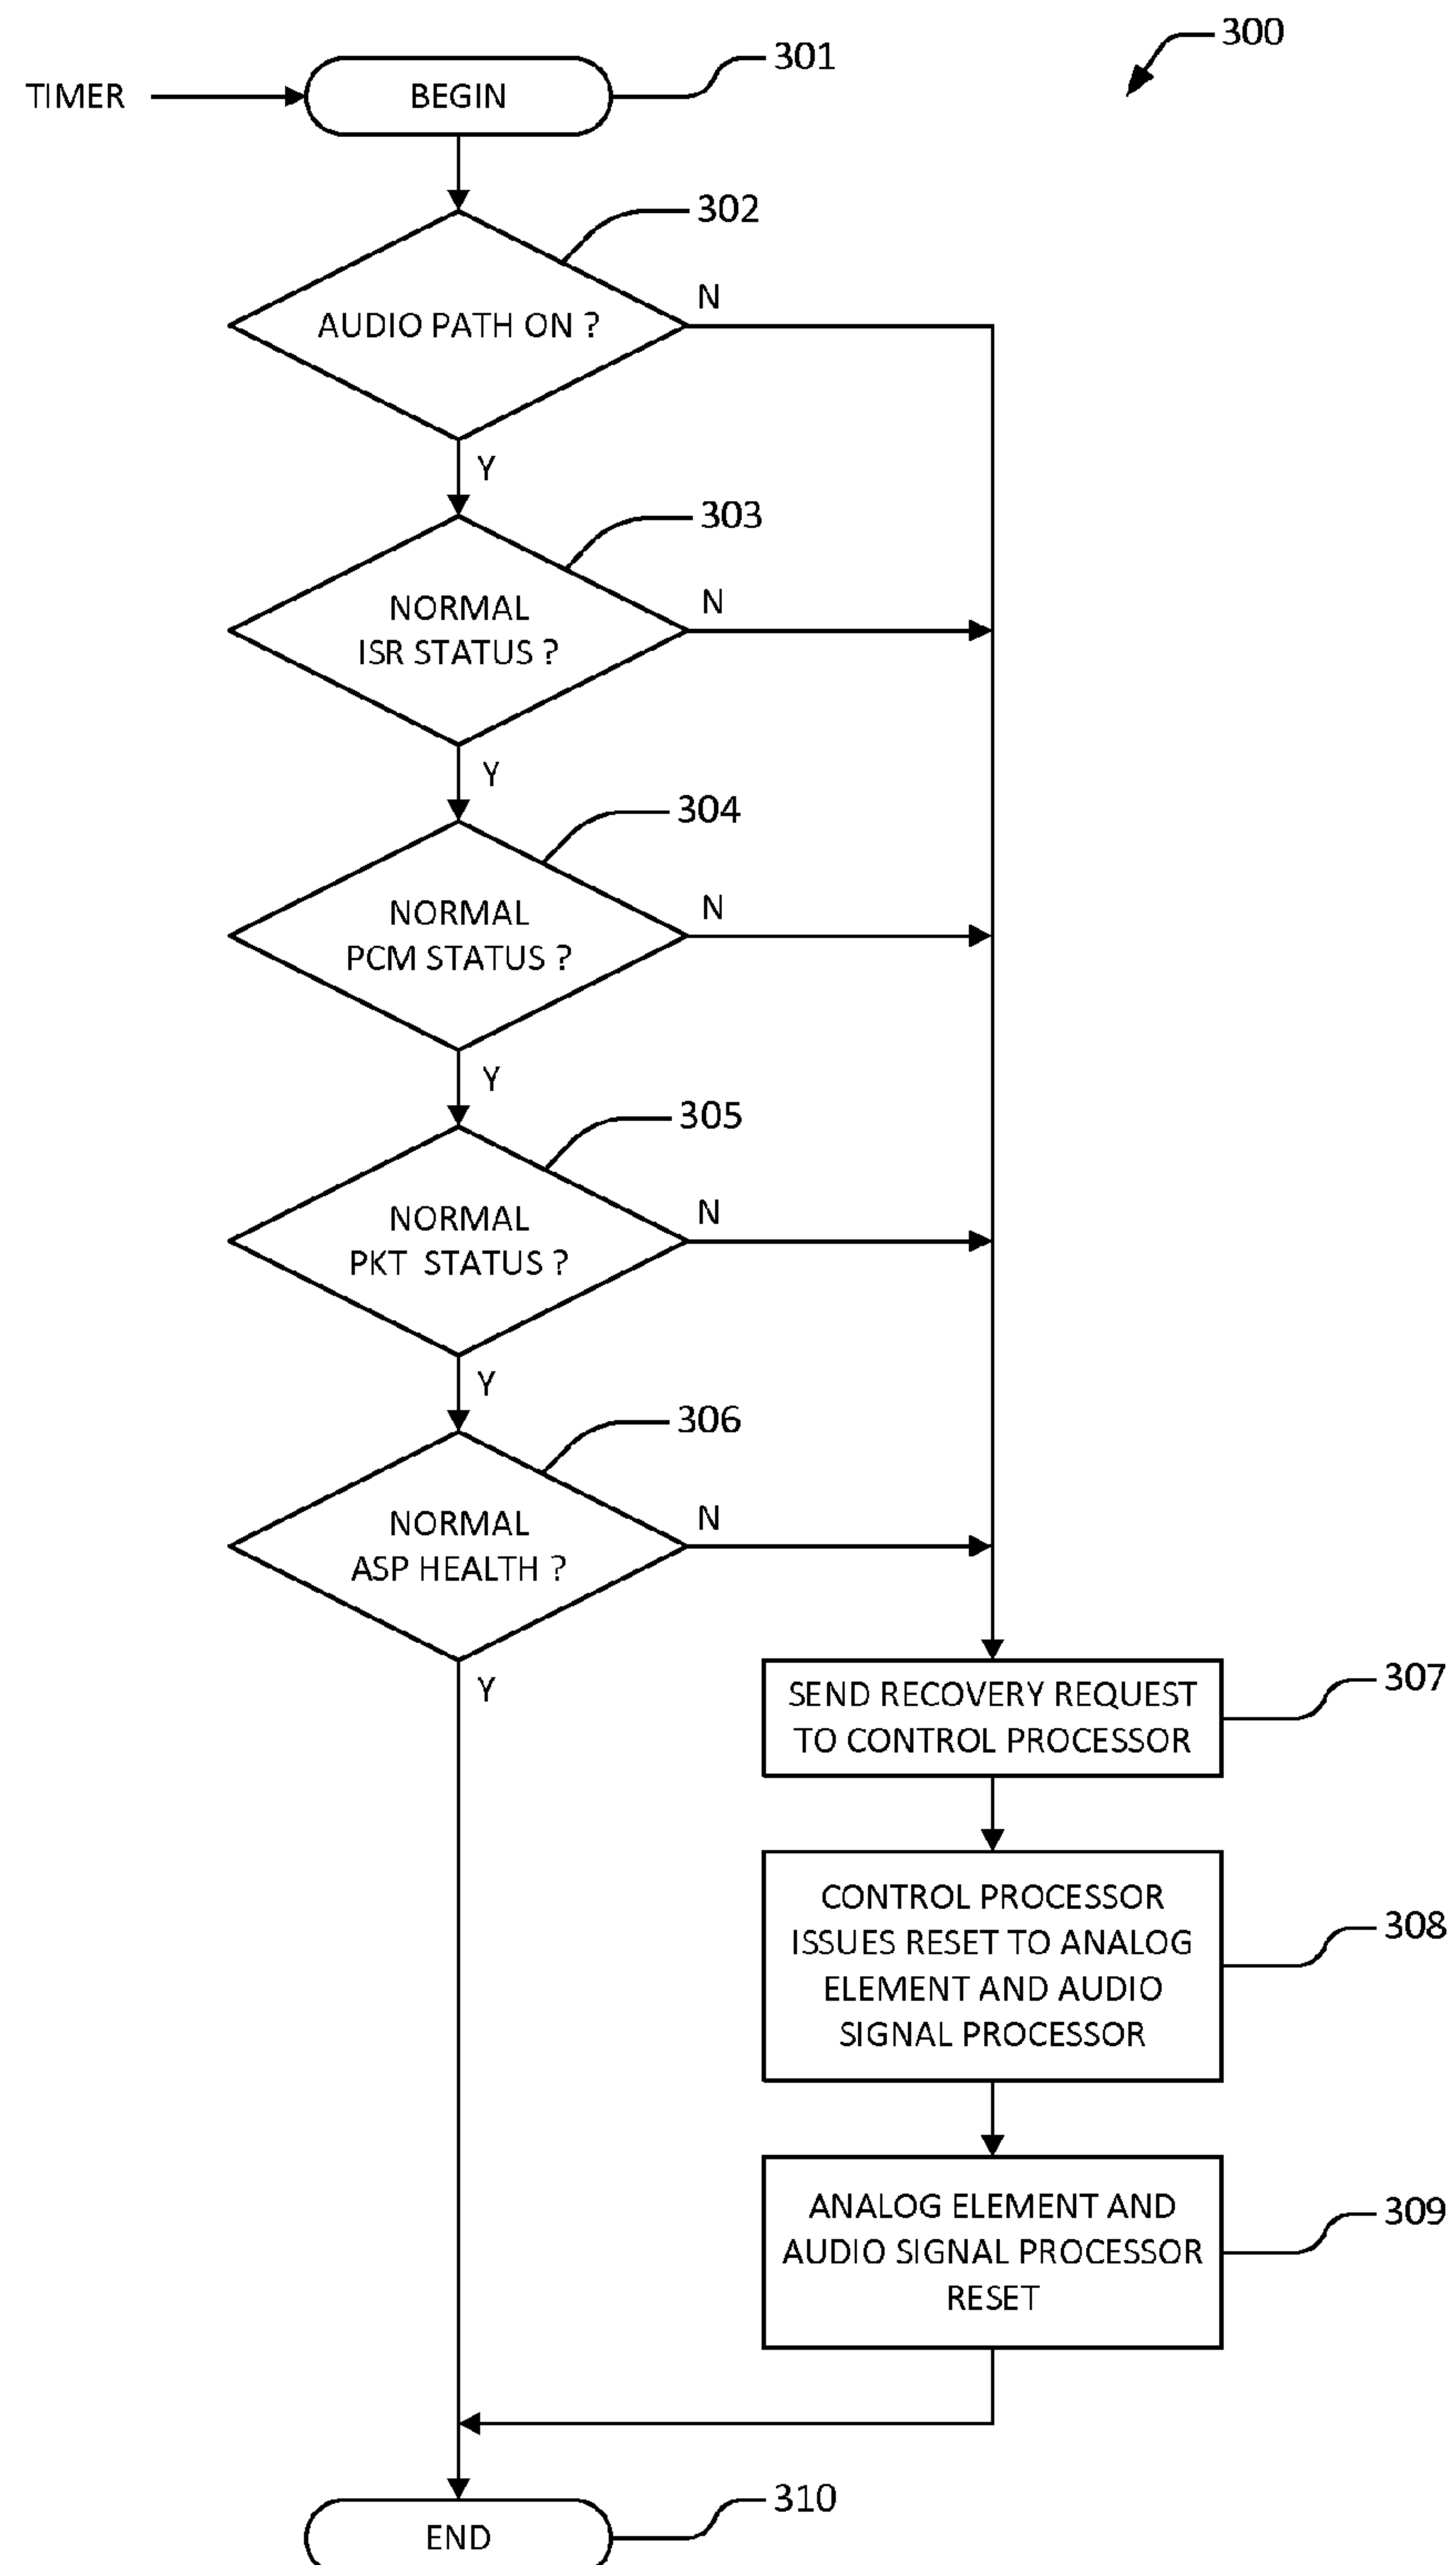 300
301
TIMER
BEGIN
302
AUDIO PATH ON ?
N
Y
303
NORMAL
ISR STATUS ?
N
Y
304
NORMAL
PCM STATUS ?
N
Y
305
NORMAL
PKT STATUS ?
N
Y
306
NORMAL
ASP HEALTH ?
N
Y
307
SEND RECOVERY REQUEST
TO CONTROL PROCESSOR
308
CONTROL PROCESSOR
ISSUES RESET TO ANALOG
ELEMENT AND AUDIO
SIGNAL PROCESSOR
309
ANALOG ELEMENT AND
AUDIO SIGNAL PROCESSOR
RESET
310
END